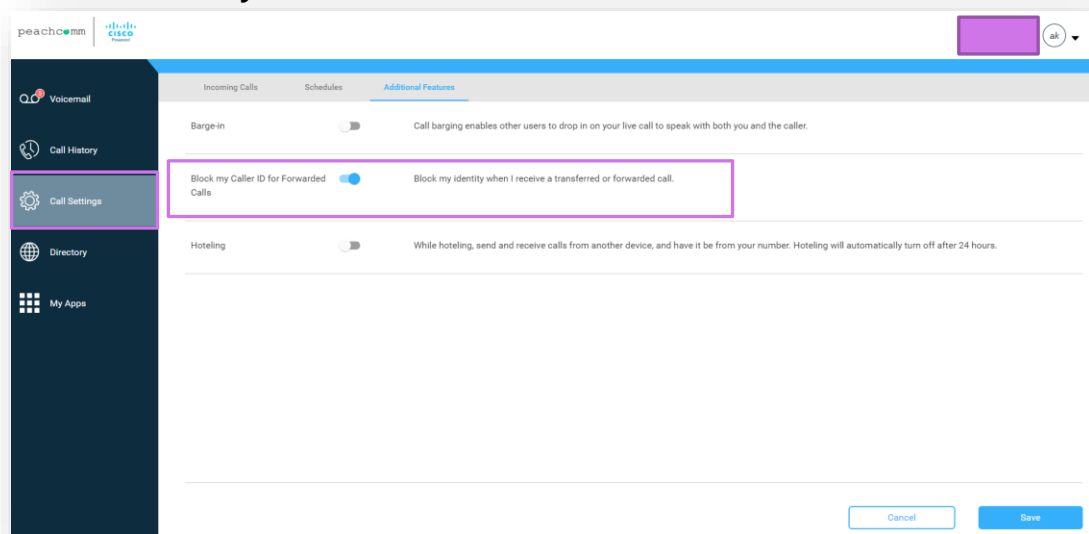 peachcomm
CISCO
Powered
ak
3
Voicemail
Call History
Call Settings
Directory
My Apps
Incoming Calls Schedules Additional Features
Barge-in Call barging enables other users to drop in on your live call to speak with both you and the caller.
Block my Caller ID for Forwarded Block my identity when I receive a transferred or forwarded call.
Calls
Hoteling While hoteling, send and receive calls from another device, and have it be from your number. Hoteling will automatically turn off after 24 hours.
Cancel Save